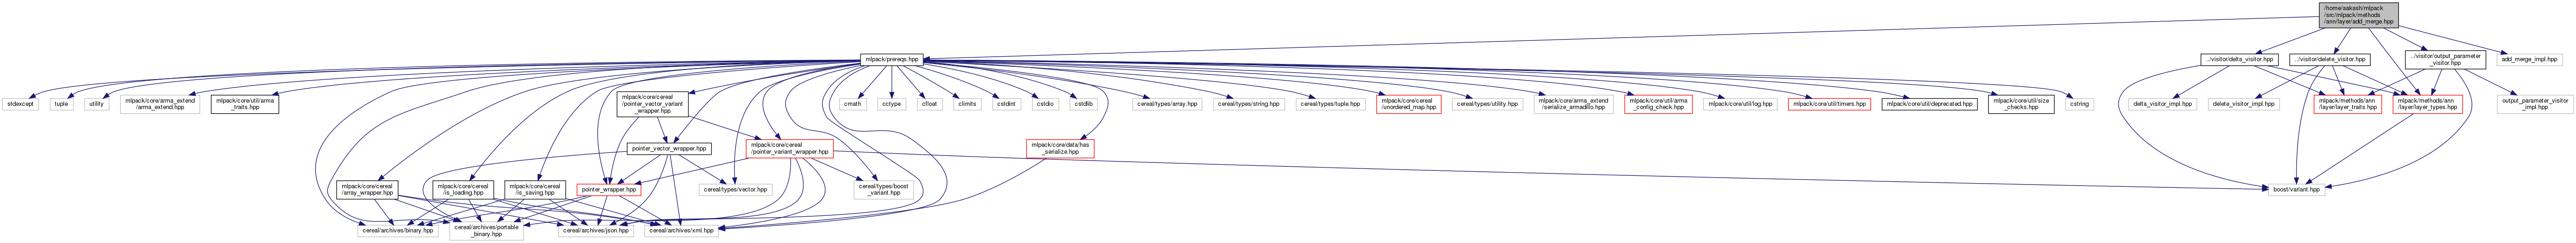 /home/aakash/mlpack
/src/mlpack/methods
/ann/layer/add_merge.hpp
mlpack/prereqs.hpp
../visitor/delta_visitor.hpp
../visitor/delete_visitor.hpp
../visitor/output_parameter
_visitor.hpp
add_merge_impl.hpp
stdexcept
tuple
utility
mlpack/core/arma_extend
/arma_extend.hpp
mlpack/core/util/arma
_traits.hpp
mlpack/core/cereal
/pointer_vector_variant
_wrapper.hpp
cmath
cctype
cfloat
climits
cstdint
cstdio
cstdlib
cereal/types/array.hpp
cereal/types/string.hpp
cereal/types/tuple.hpp
mlpack/core/cereal
/unordered_map.hpp
cereal/types/utility.hpp
mlpack/core/arma_extend
/serialize_armadillo.hpp
mlpack/core/util/arma
_config_check.hpp
mlpack/core/util/log.hpp
mlpack/core/util/timers.hpp
mlpack/core/util/deprecated.hpp
mlpack/core/util/size
_checks.hpp
cstring
delta_visitor_impl.hpp
delete_visitor_impl.hpp
mlpack/methods/ann
/layer/layer_traits.hpp
mlpack/methods/ann
/layer/layer_types.hpp
output_parameter_visitor
_impl.hpp
pointer_vector_wrapper.hpp
mlpack/core/cereal
/pointer_variant_wrapper.hpp
mlpack/core/data/has
_serialize.hpp
mlpack/core/cereal
/array_wrapper.hpp
mlpack/core/cereal
/is_loading.hpp
mlpack/core/cereal
/is_saving.hpp
pointer_wrapper.hpp
cereal/types/vector.hpp
cereal/types/boost
_variant.hpp
boost/variant.hpp
cereal/archives/binary.hpp
cereal/archives/portable
_binary.hpp
cereal/archives/json.hpp
cereal/archives/xml.hpp